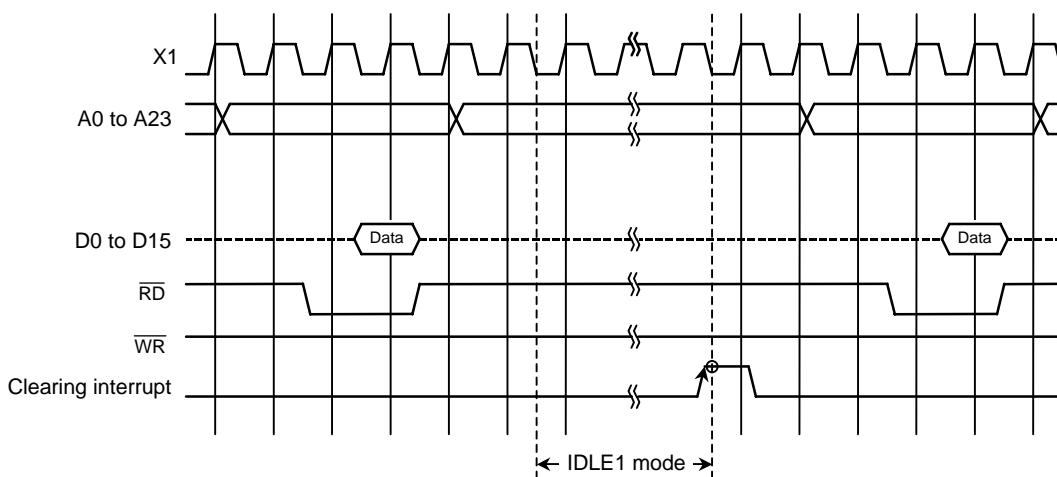 X1
A0 to A23
D0 to D15
Data
Data
RD
WR
Clearing interrupt
IDLE1 mode